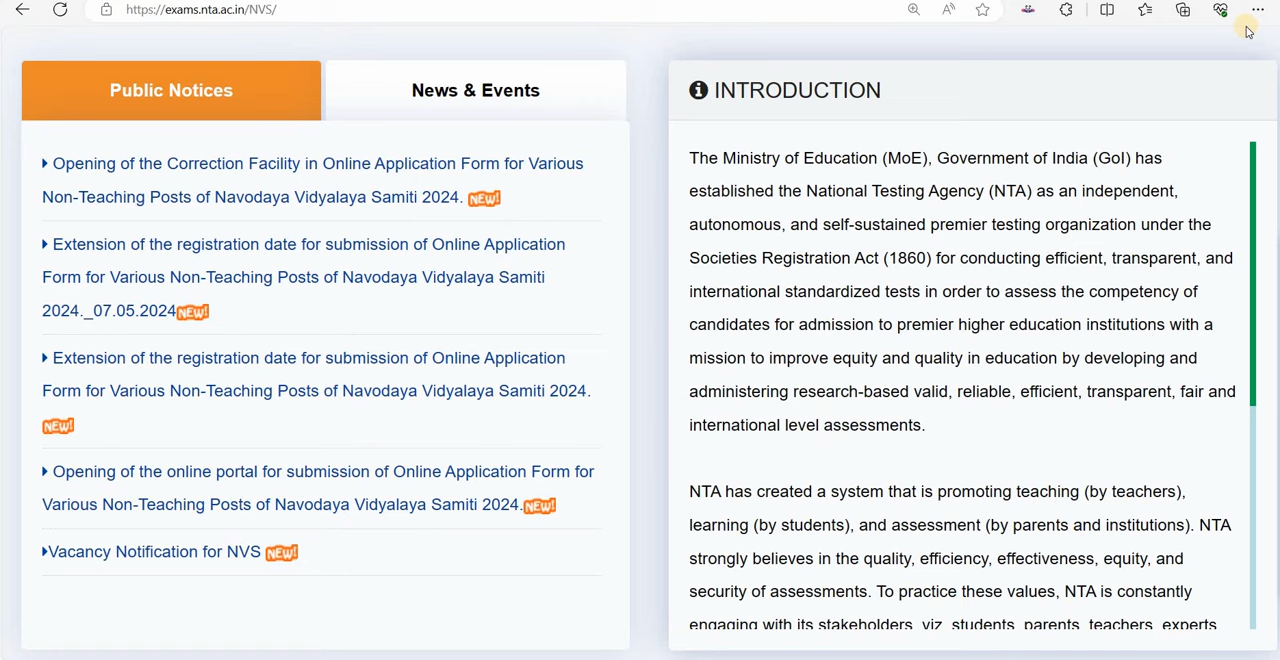 https://exams.nta.ac.in/NVS/
Public Notices
News & Events
Opening of the Correction Facility in Online Application Form for Various
Non-Teaching Posts of Navodaya Vidyalaya Samiti 2024. NEW!
Extension of the registration date for submission of Online Application
Form for Various Non-Teaching Posts of Navodaya Vidyalaya Samiti
2024._07.05.2024 NEW!
Extension of the registration date for submission of Online Application
Form for Various Non-Teaching Posts of Navodaya Vidyalaya Samiti 2024.
NEW!
Opening of the online portal for submission of Online Application Form for
Various Non-Teaching Posts of Navodaya Vidyalaya Samiti 2024. NEW!
Vacancy Notification for NVS NEW!
INTRODUCTION
The Ministry of Education (MoE), Government of India (GoI) has
established the National Testing Agency (NTA) as an independent,
autonomous, and self-sustained premier testing organization under the
Societies Registration Act (1860) for conducting efficient, transparent, and
international standardized tests in order to assess the competency of
candidates for admission to premier higher education institutions with a
mission to improve equity and quality in education by developing and
administering research-based valid, reliable, efficient, transparent, fair and
international level assessments.
NTA has created a system that is promoting teaching (by teachers),
learning (by students), and assessment (by parents and institutions). NTA
strongly believes in the quality, efficiency, effectiveness, equity, and
security of assessments. To practice these values, NTA is constantly
engaging with its stakeholders, viz. students, parents, teachers, experts